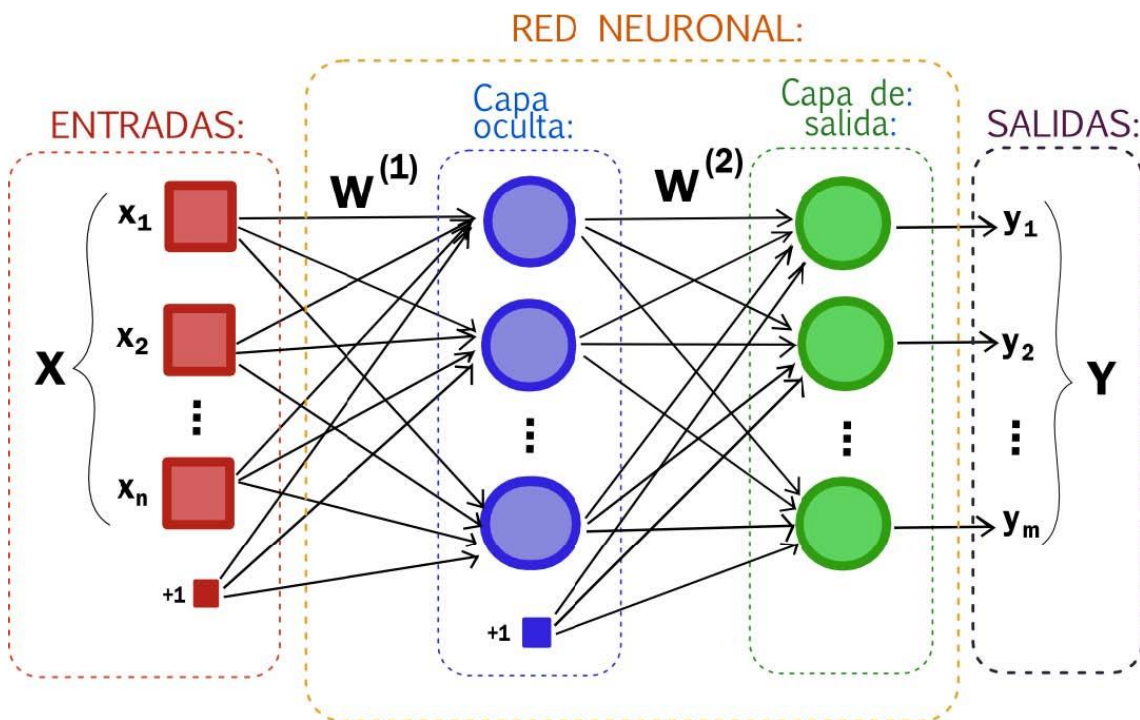 RED NEURONAL:
ENTRADAS:
Capa
oculta:
Capa de:
salida:
SALIDAS:
W(1)
W(2)
x1
y1
x2
y2
X
Y
xn
ym
+1
+1